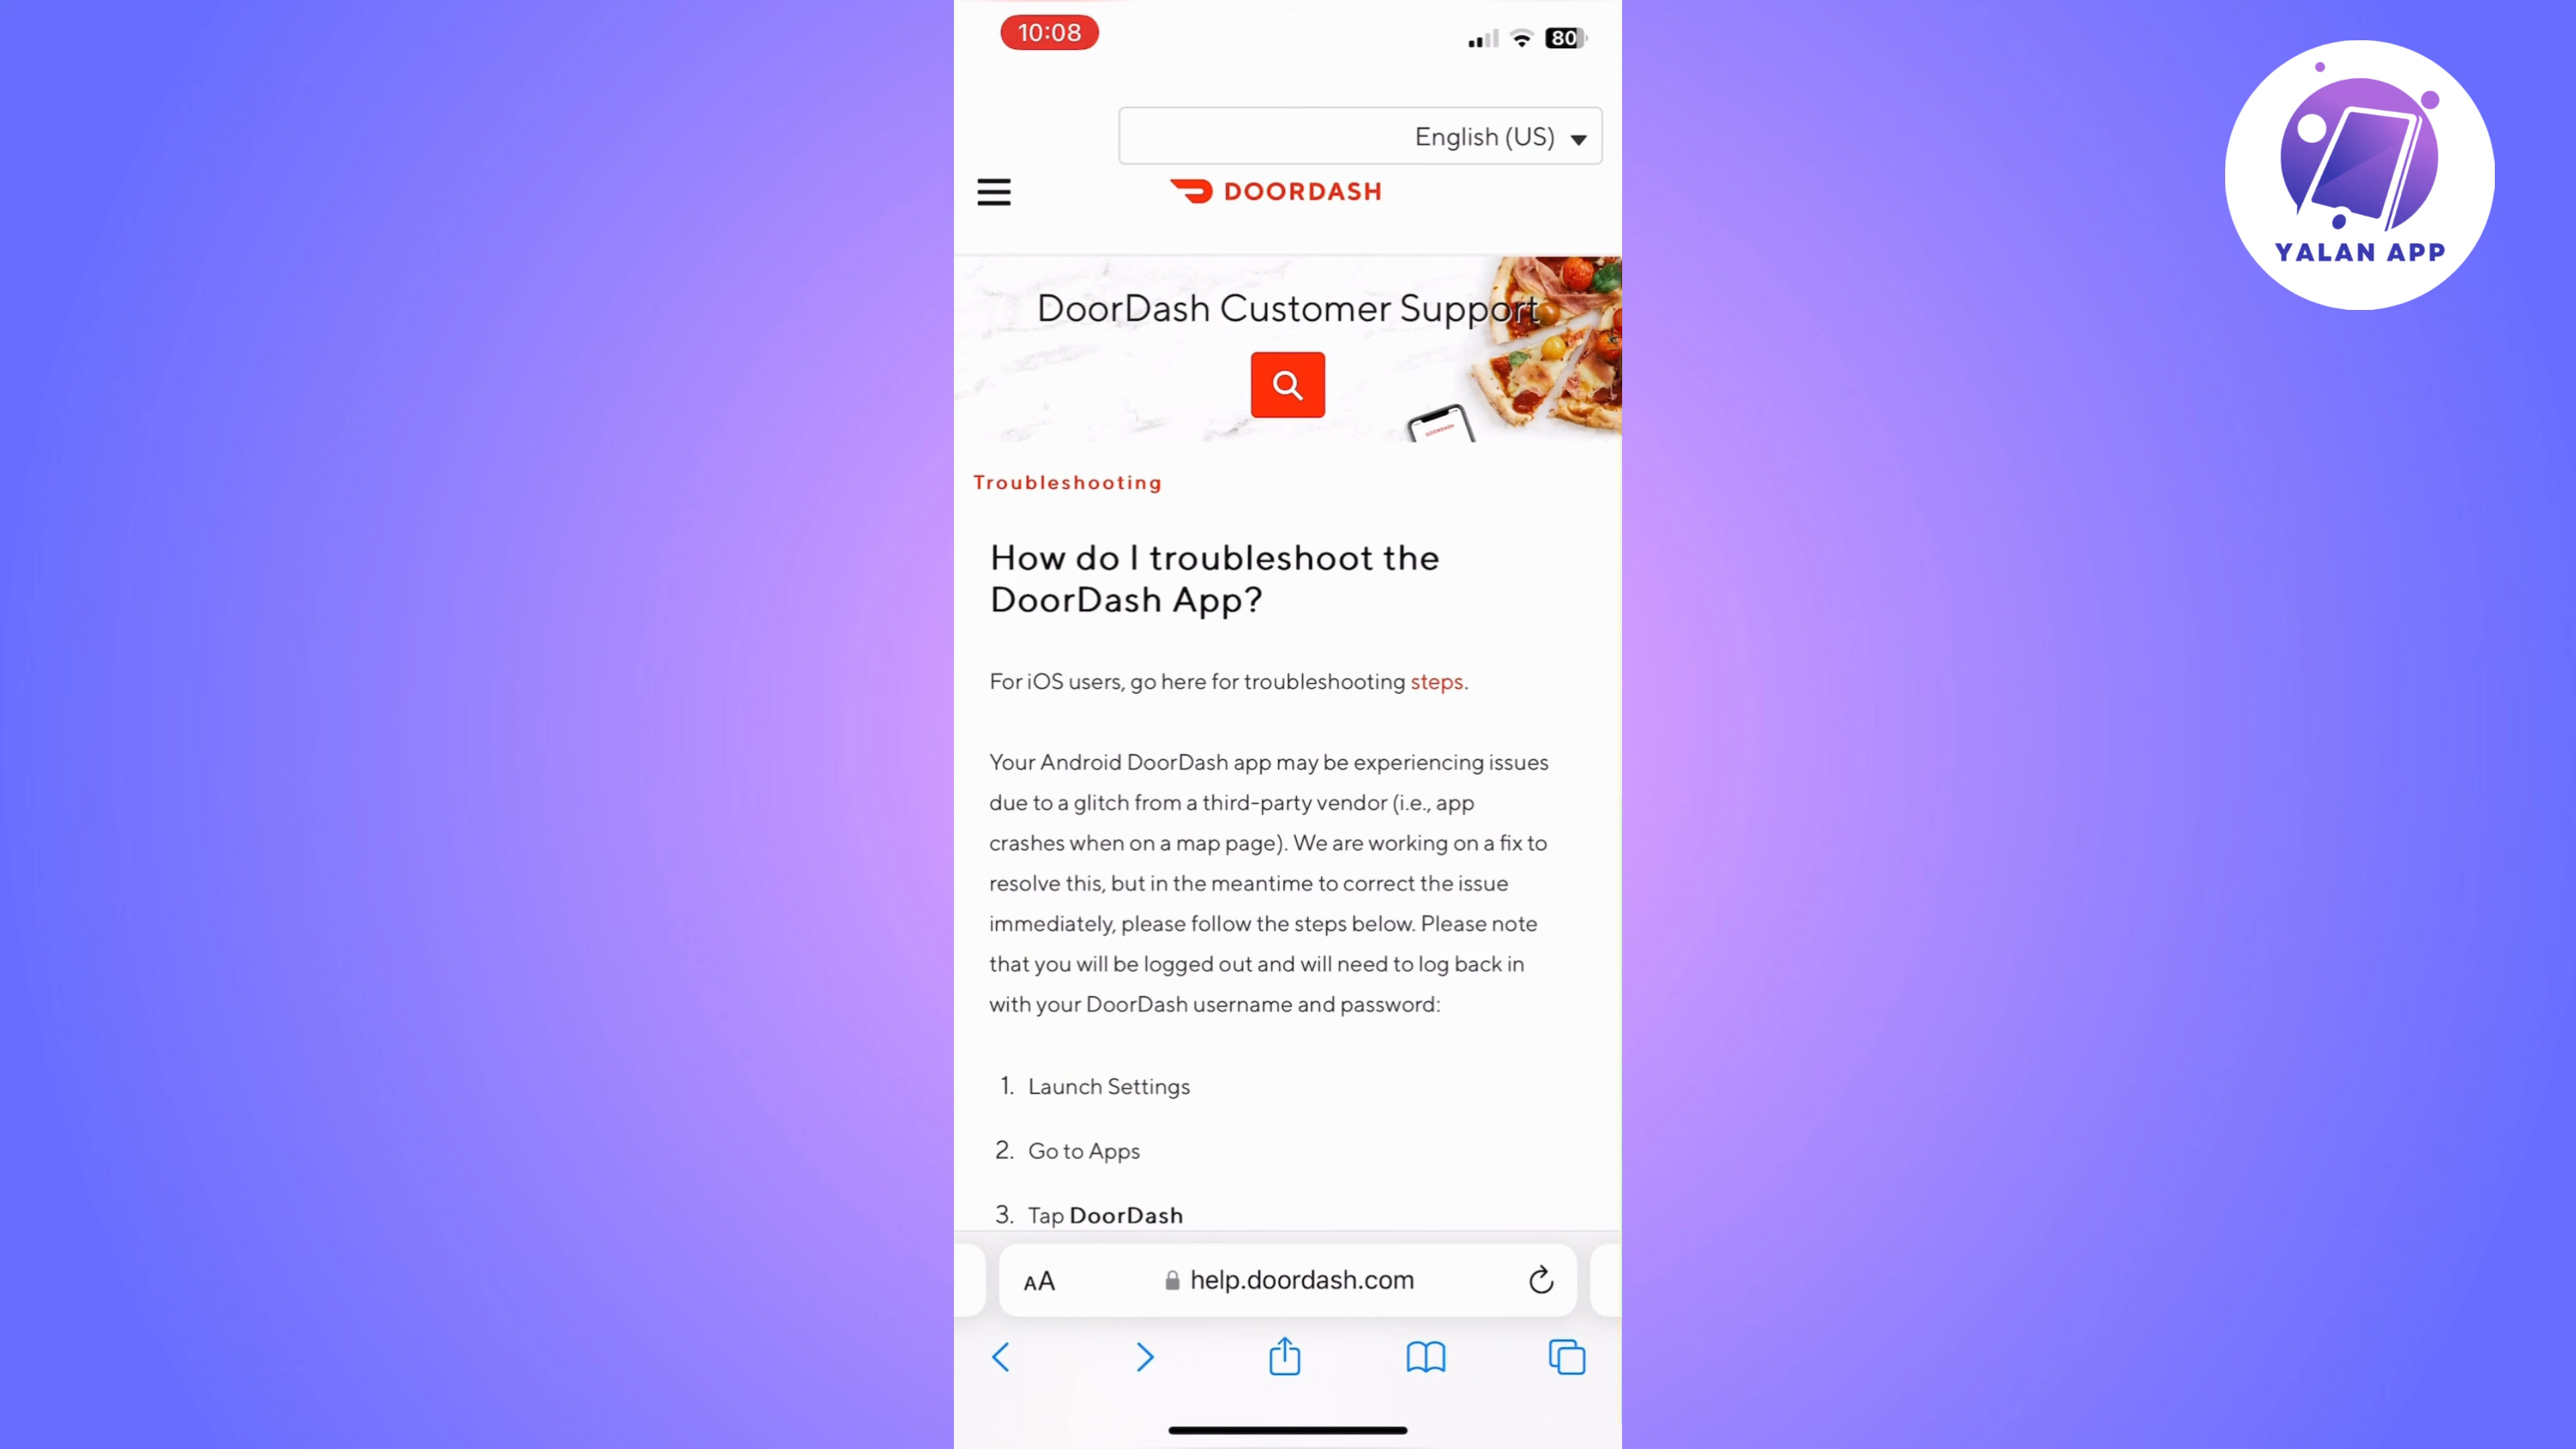 10:08
80
English (US)
DOORDASH
YALAN APP
DoorDash Customer Support
DOORDASH
Troubleshooting
How do I troubleshoot the
DoorDash App?
For iOS users, go here for troubleshooting steps.
Your Android DoorDash app may be experiencing issues
due to a glitch from a third-party vendor (i.e., app
crashes when on a map page). We are working on a fix to
resolve this, but in the meantime to correct the issue
immediately, please follow the steps below. Please note
that you will be logged out and will need to log back in
with your DoorDash username and password:
1. Launch Settings
2. Go to Apps
3. Tap DoorDash
AA
help.doordash.com